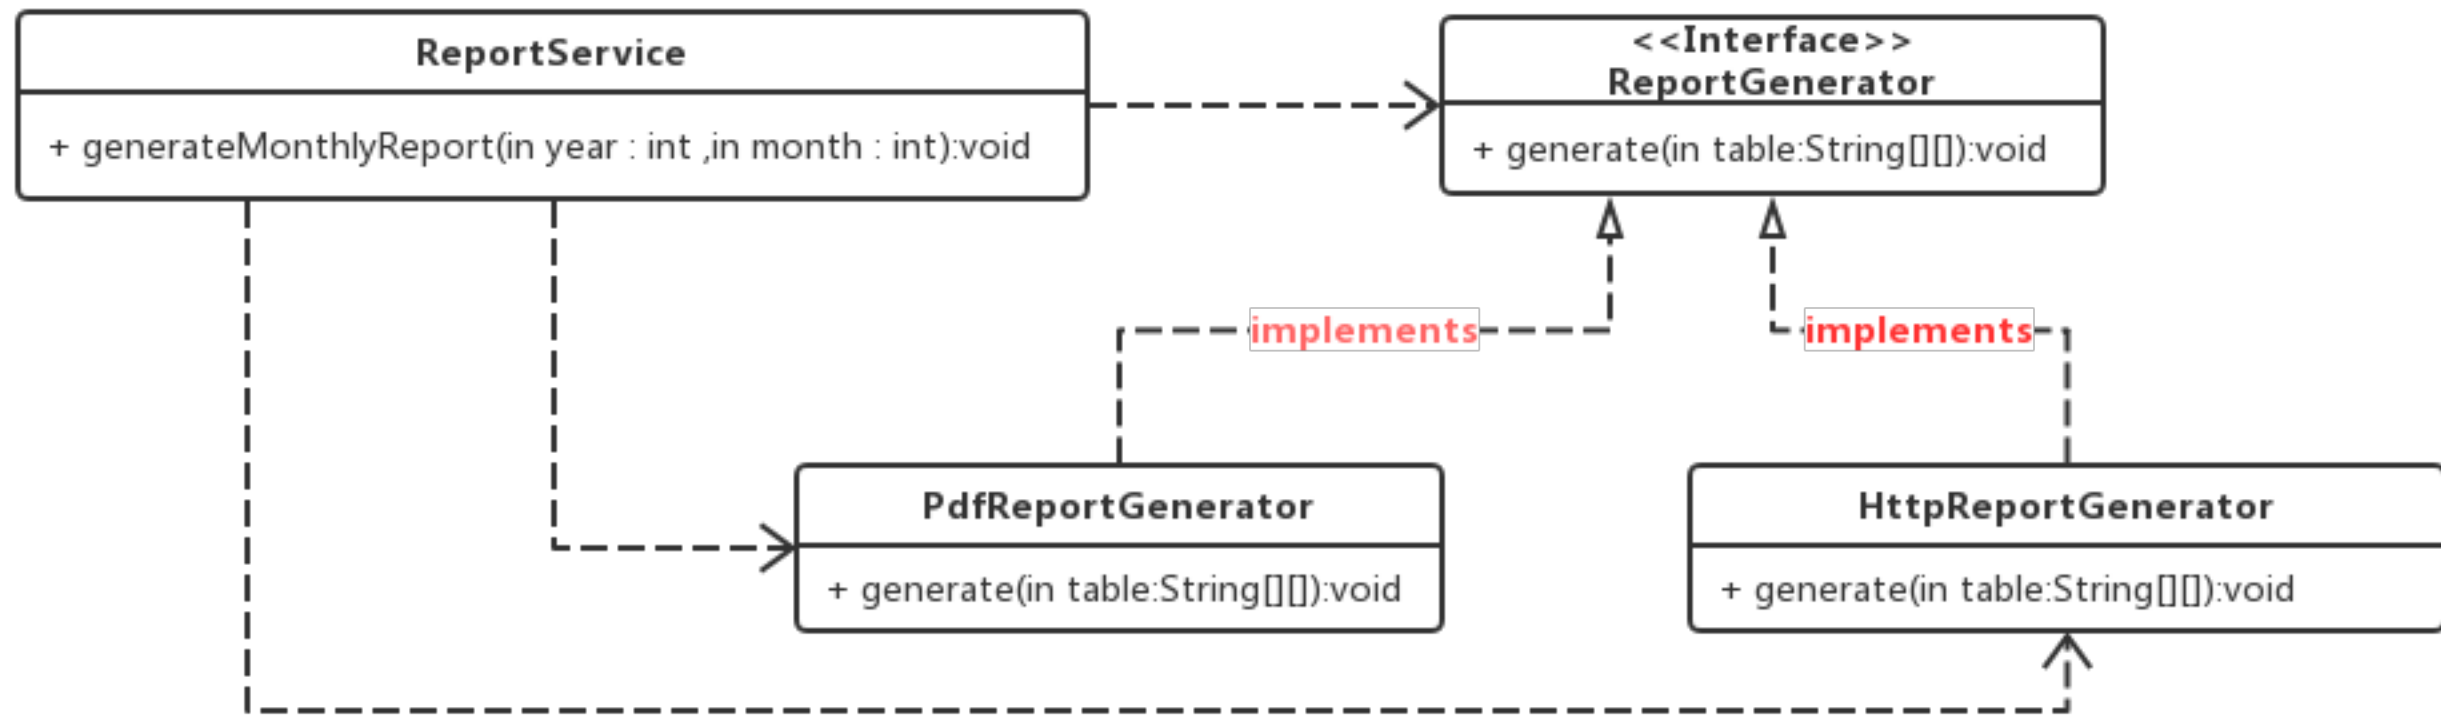 ReportService
+ generateMonthlyReport(in year : int ,in month : int):void
<<Interface>>
ReportGenerator
+ generate(in table:String[][]):void
implements
implements
PdfReportGenerator
+ generate(in table:String[][]):void
HttpReportGenerator
+ generate(in table:String[][]):void